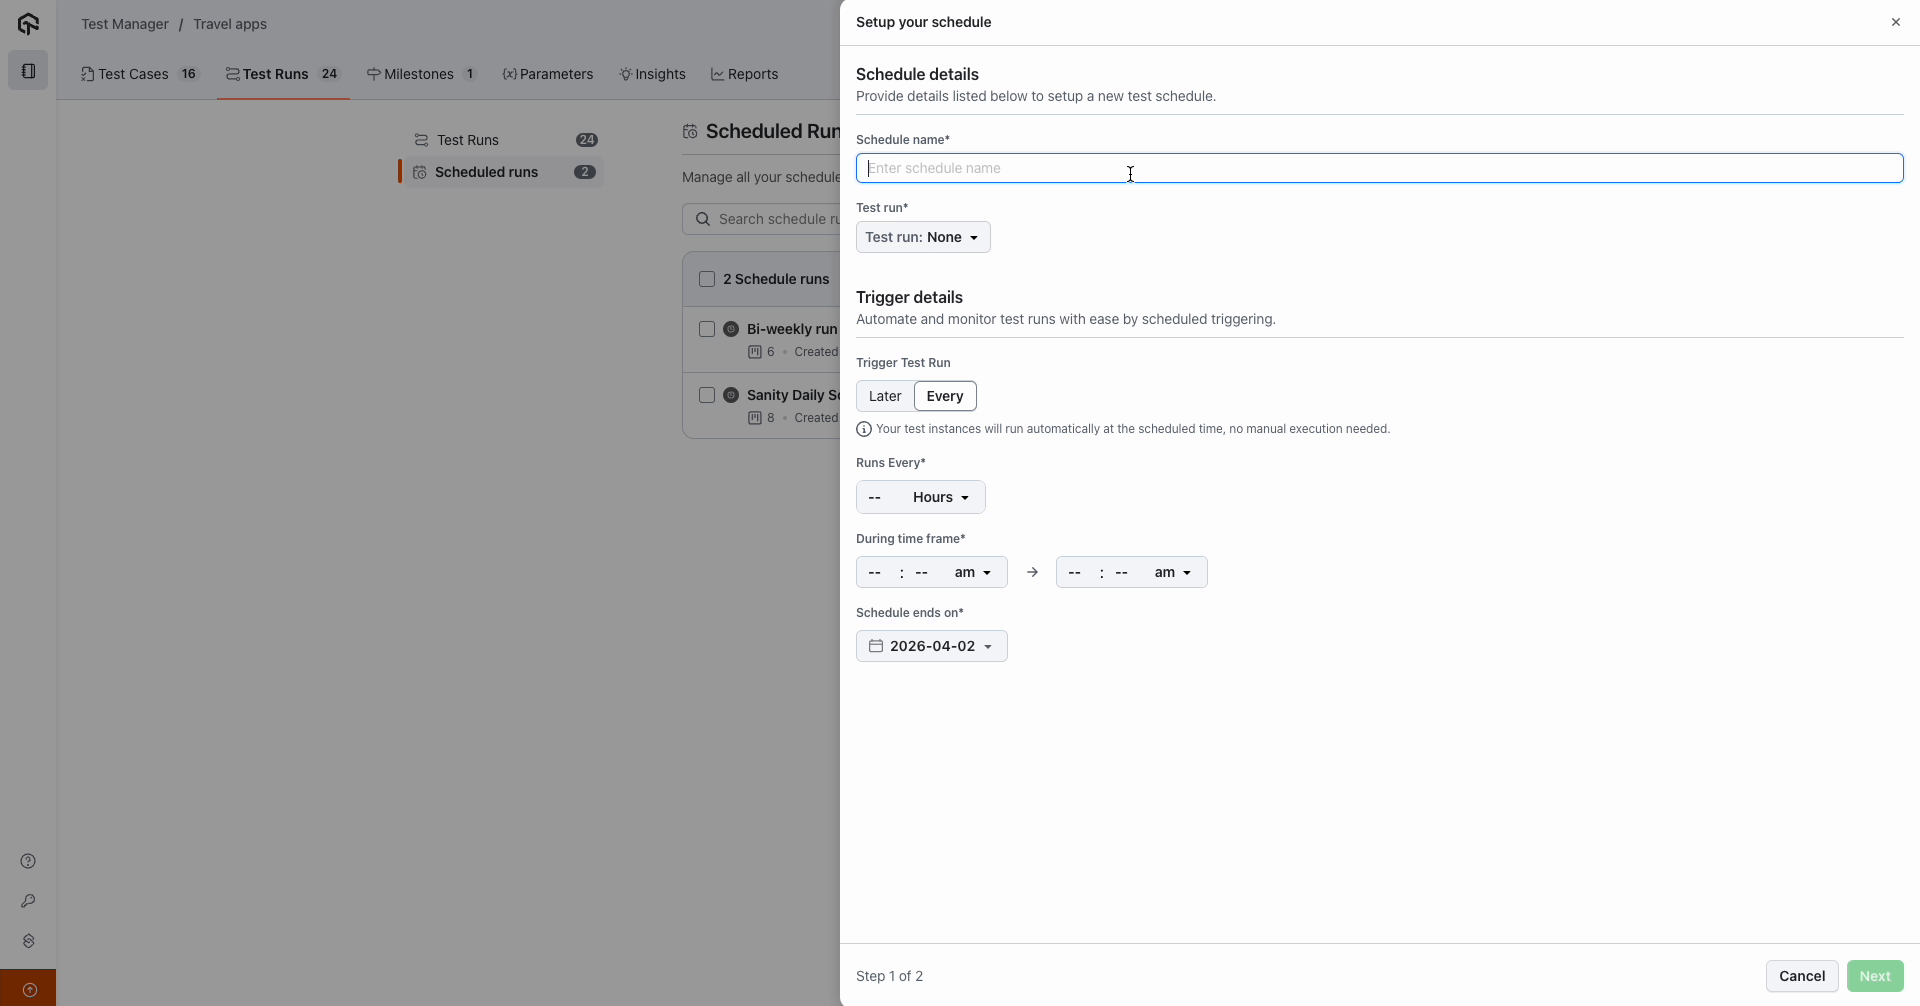 Test Manager / Travel apps
Test Cases 16
Test Runs 24
Milestones 1
{x} Parameters
Insights
Reports
Test Runs 24
Scheduled runs 2
Scheduled Run
Manage all your schedule
Search schedule ru
2 Schedule runs
Bi-weekly run
6 • Created
Sanity Daily Sc
8 • Created
Setup your schedule
Schedule details
Provide details listed below to setup a new test schedule.
Schedule name*
Enter schedule name
Test run*
Test run: None
Trigger details
Automate and monitor test runs with ease by scheduled triggering.
Trigger Test Run
Later Every
Your test instances will run automatically at the scheduled time, no manual execution needed.
Runs Every*
-- Hours
During time frame*
-- : -- am → -- : -- am
Schedule ends on*
2026-04-02
Step 1 of 2
Cancel
Next